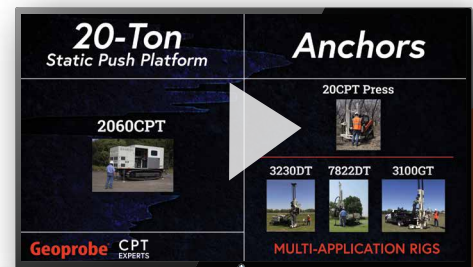 20-Ton
Static Push Platform
2060CPT
Geoprobe® CPT
EXPERTS
Anchors
20CPT Press
3230DT 7822DT 3100GT
MULTI-APPLICATION RIGS